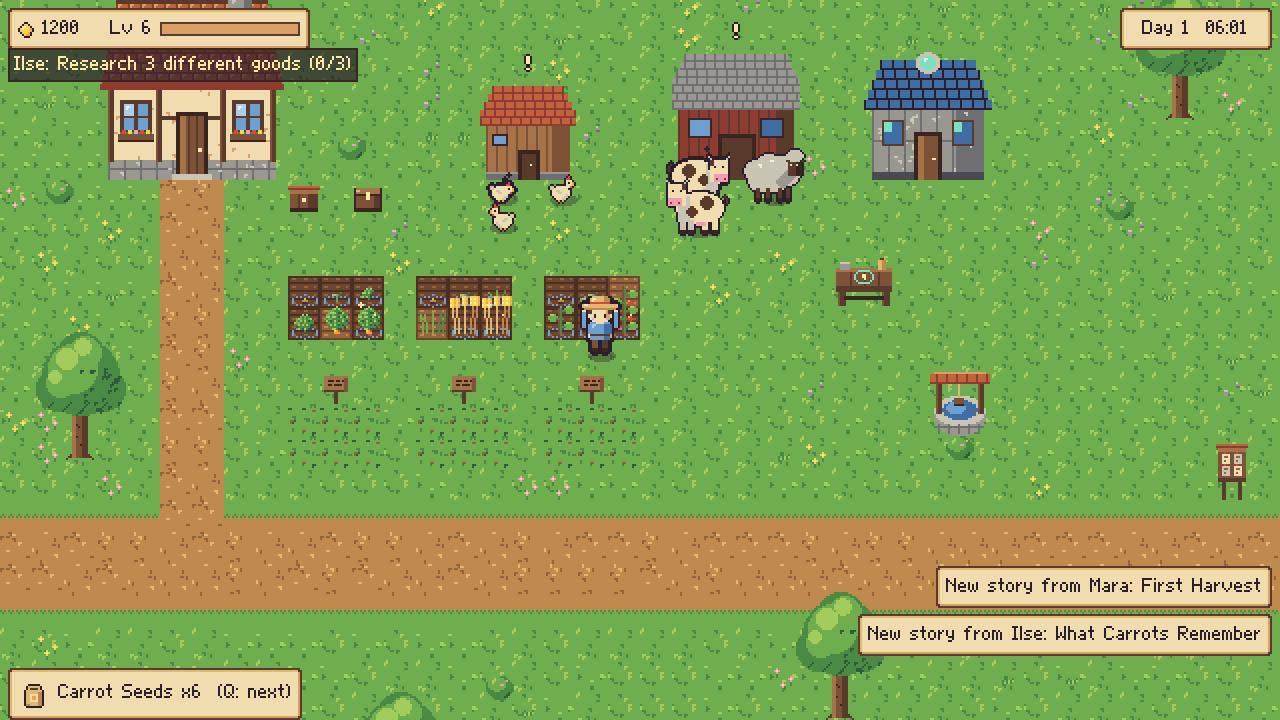 1200 Lv 6
Day 1 06:01
Ilse: Research 3 different goods (0/3)
!
!
New story from Mara: First Harvest
New story from Ilse: What Carrots Remember
Carrot Seeds x6 (Q: next)